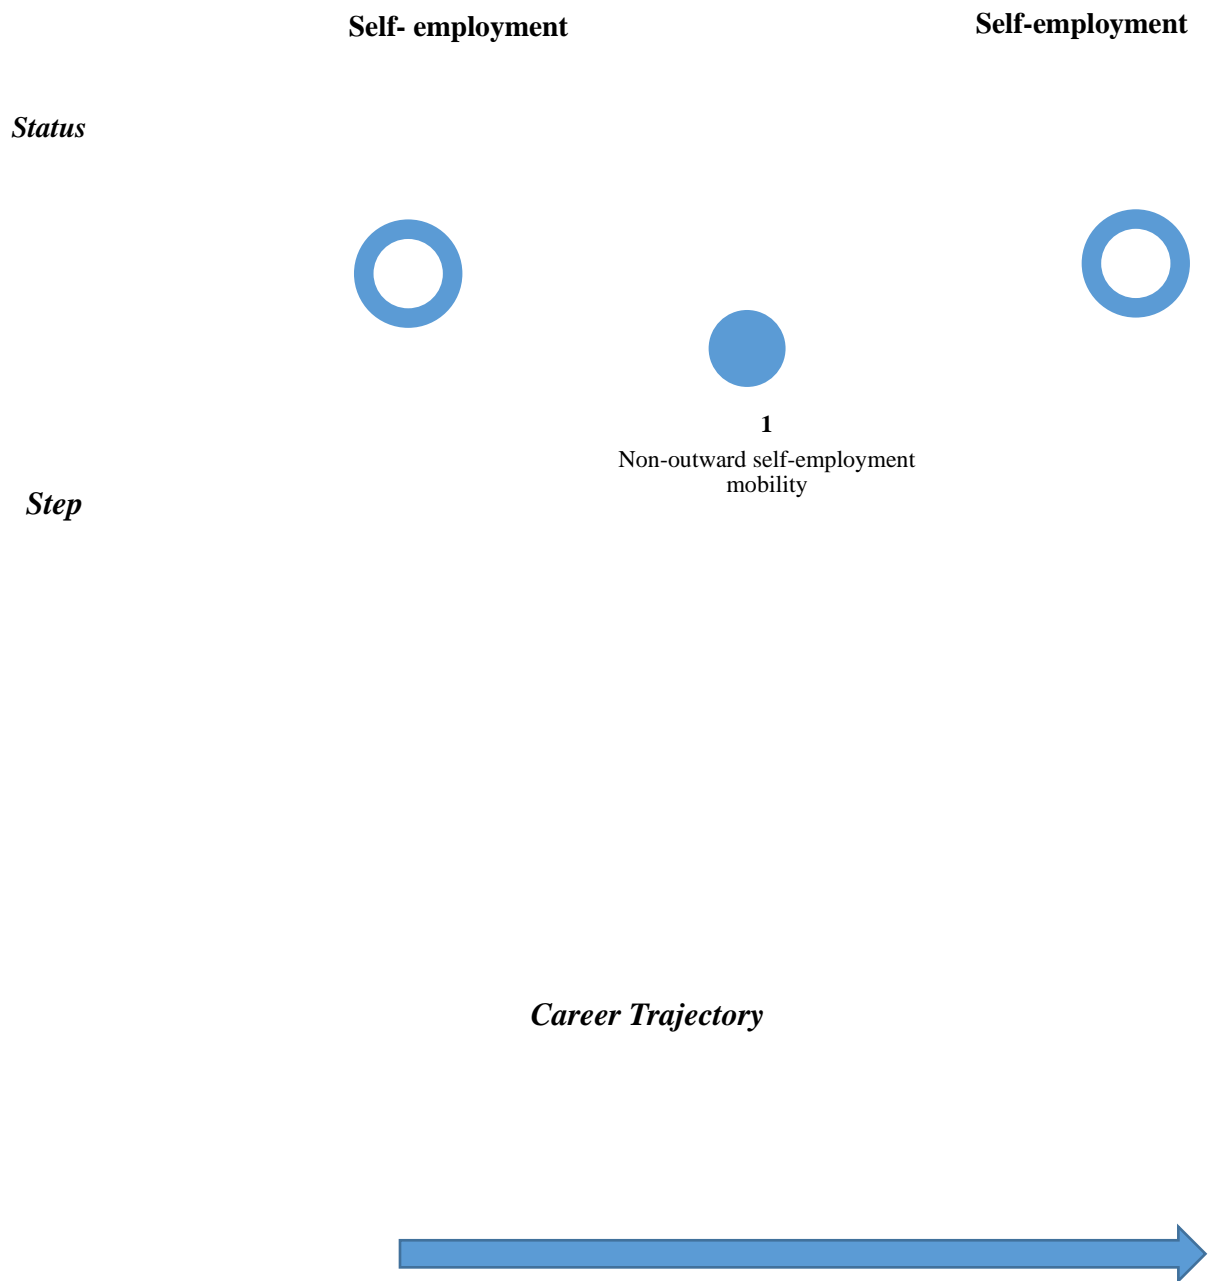 Self- employment
Self-employment
Status
1
Non-outward self-employment
mobility
Step
Career Trajectory